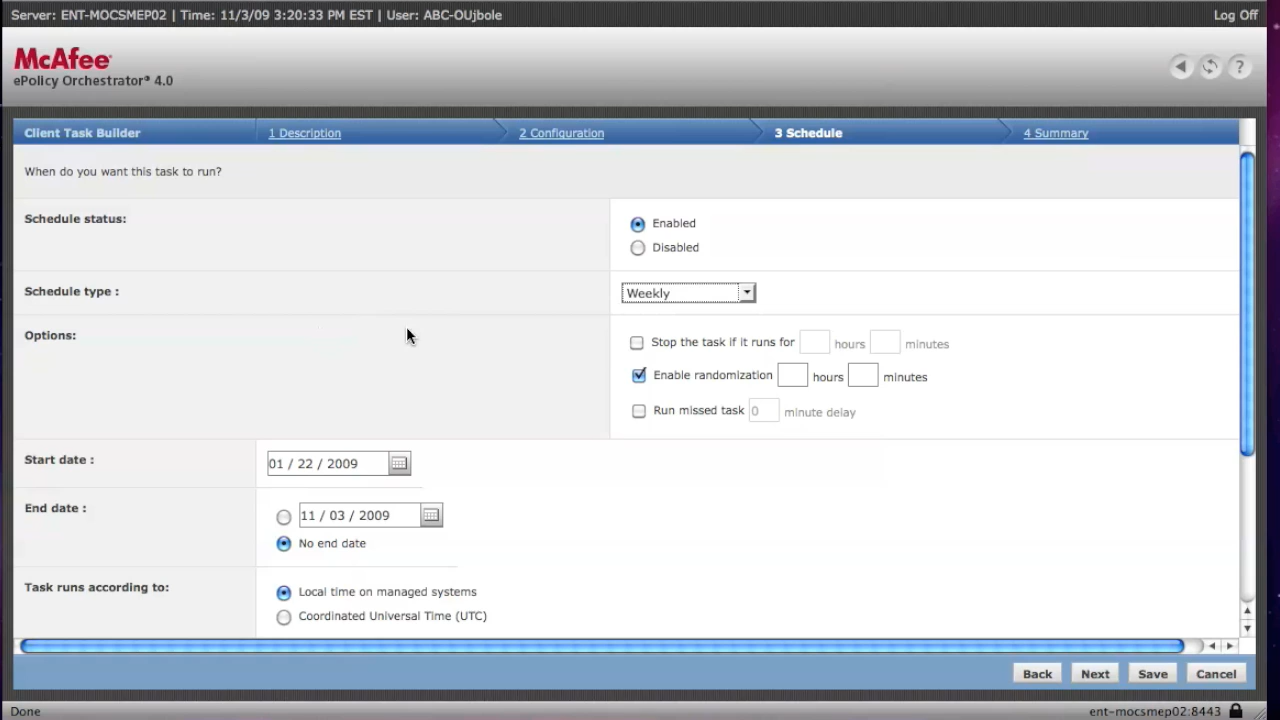 Server: ENT-MOCSMEP02 | Time: 11/3/09 3:20:33 PM EST | User: ABC-OUjbole Log Off
McAfee®
ePolicy Orchestrator® 4.0
?
Client Task Builder 1 Description 2 Configuration 3 Schedule 4 Summary
When do you want this task to run?
Schedule status:
Enabled
Disabled
Schedule type : Weekly
Options:
Stop the task if it runs for hours minutes
Enable randomization hours minutes
Run missed task 0 minute delay
Start date : 01 / 22 / 2009
End date : 11 / 03 / 2009
No end date
Task runs according to: Local time on managed systems
Coordinated Universal Time (UTC)
Back Next Save Cancel
Done ent-mocsmep02:8443